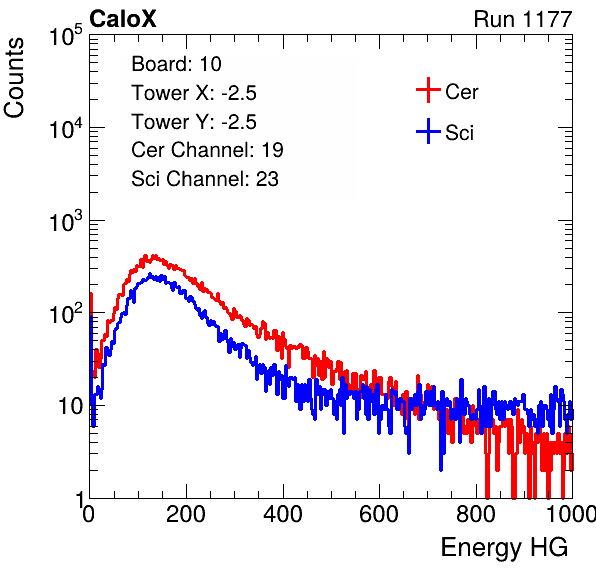 CaloX Run 1177
Counts
10^5
10^4
10^3
10^2
10
1
Board: 10
Tower X: -2.5
Tower Y: -2.5
Cer Channel: 19
Sci Channel: 23
Cer
Sci
0 200 400 600 800 1000
Energy HG